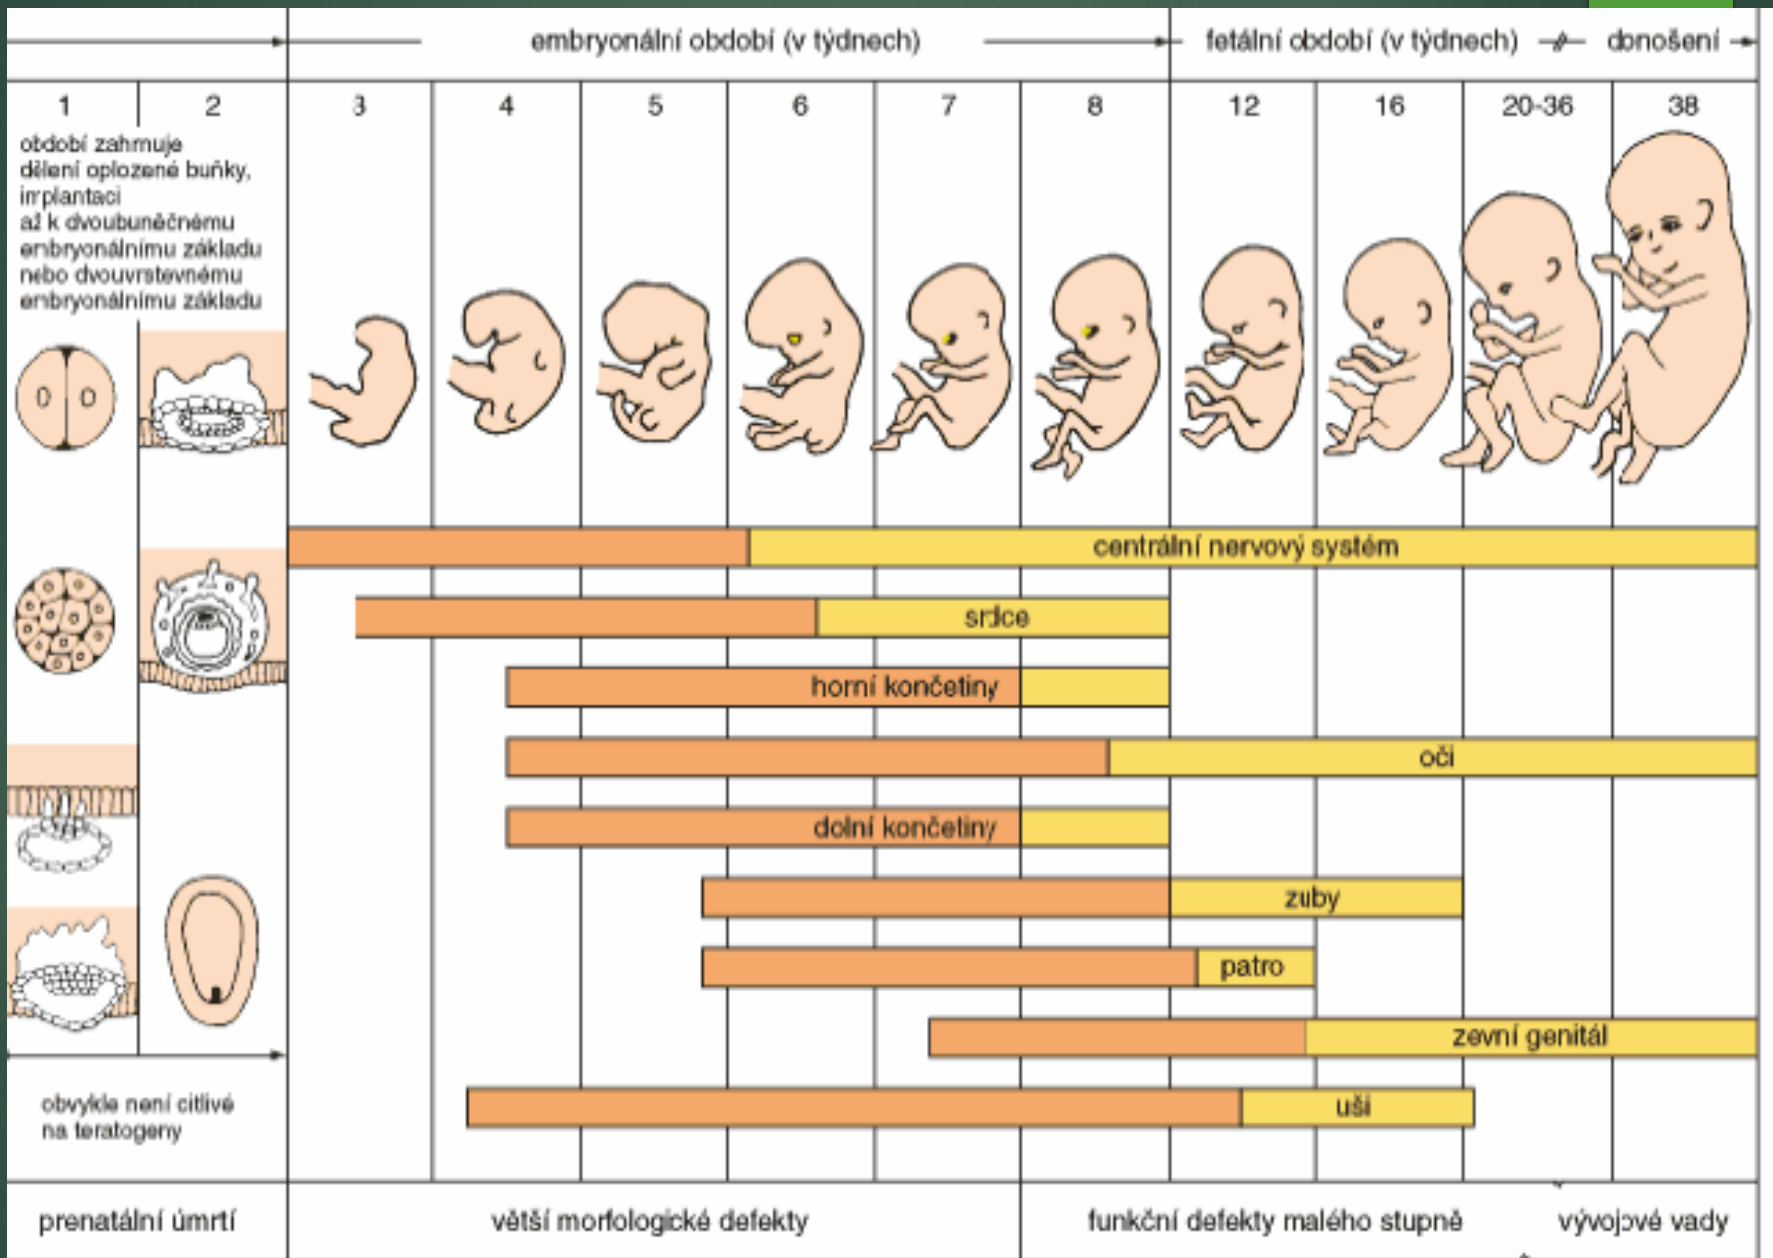 embryonální období (v týdnech)
fetální období (v týdnech)
donošení
1
2
3
4
5
6
7
8
12
16
20-36
38
období zahrnuje
dělení oplozené buňky,
implantaci
až k dvoubuněčnému
embryonálnímu základu
nebo dvouvrstevnému
embryonálnímu základu
centrální nervový systém
srdce
horní končetiny
oči
dolní končetiny
zuby
patro
zevní genitál
uši
obvykle není citlivé
na teratogeny
prenatální úmrtí
větší morfologické defekty
funkční defekty malého stupně
vývojové vady